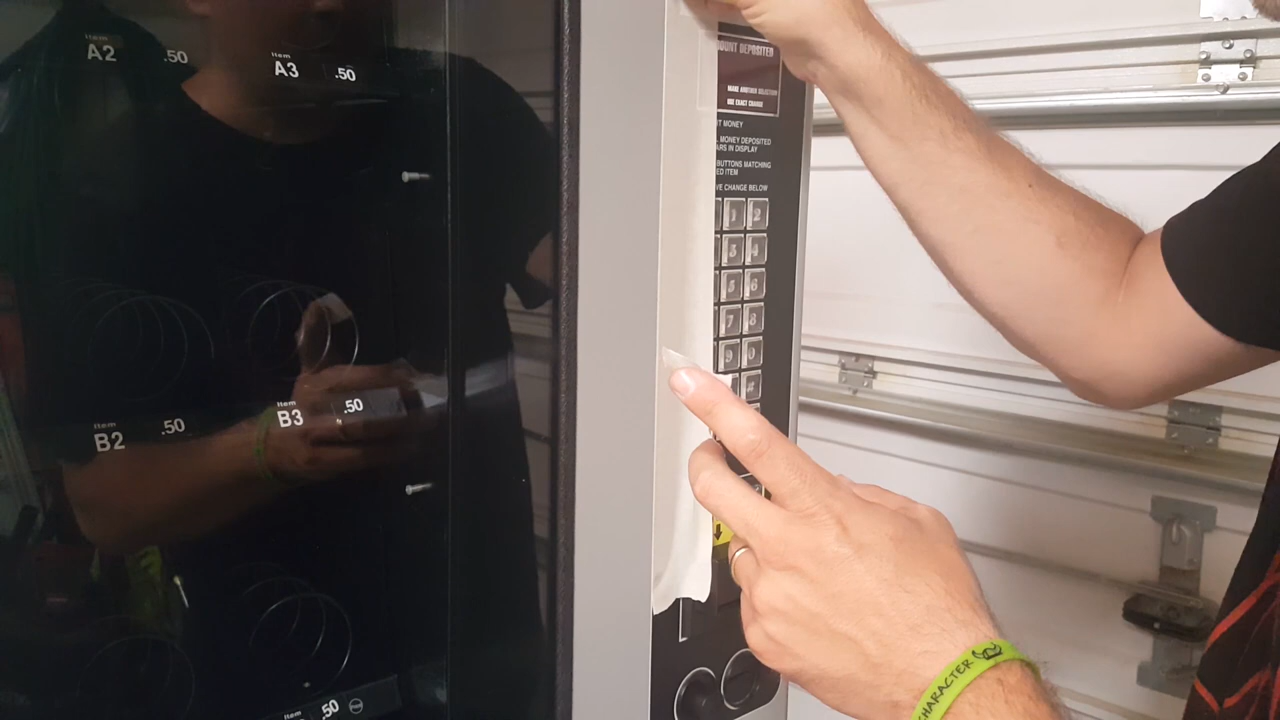 Item
A2 .50
Item
A3 .50
OUNT DEPOSITED
MAKE ANOTHER SELECTION
USE EXACT CHANGE
IT MONEY
MONEY DEPOSITED
ARS IN DISPLAY
BUTTONS MATCHING
ED ITEM
VE CHANGE BELOW
1 2
3 4
5 6
7 8
9 0
Item
B2 .50
Item
B3 .50
Item
.50
CHARACTER